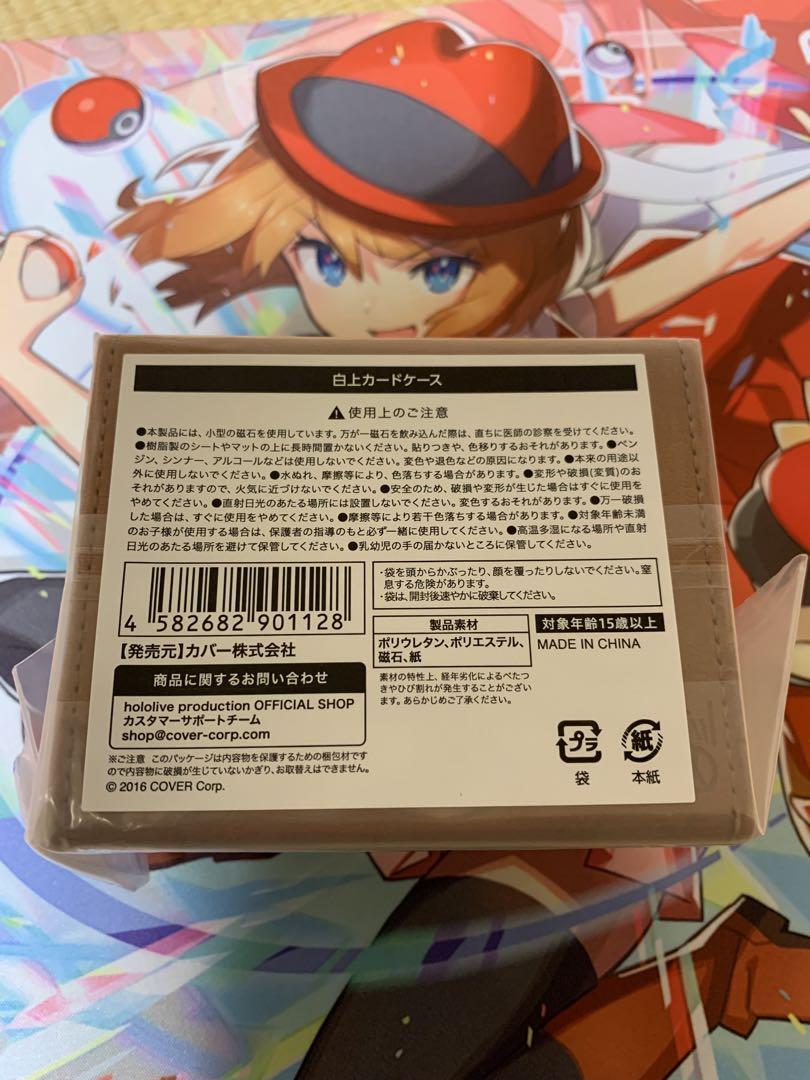 白上カードケース
⚠使用上のご注意
●本製品には、小型の磁石を使用しています。万が一磁石を飲み込んだ際は、直ちに医師の診察を受けてください。
●樹脂製のシートやマットの上に長時間置かないでください。貼りつきや、色移りするおそれがあります。●ベン
ジン、シンナー、アルコールなどは使用しないでください。変色や退色などの原因になります。●本来の用途以
外に使用しないでください。●水ぬれ、摩擦等により、色落ちする場合があります。●変形や破損(変質)のお
それがありますので、火気に近づけないでください。●安全のため、破損や変形が生じた場合はすぐに使用を
やめてください。●直射日光のあたる場所には設置しないでください。変色するおそれがあります。●万一破損
した場合は、すぐに使用をやめてください。●摩擦等により若干色落ちする場合があります。●対象年齢未満
のお子様が使用する場合は、保護者の指導のもと必ず一緒に使用してください。●高温多湿になる場所や直射
日光のあたる場所を避けて保管してください。●乳幼児の手の届かないところに保管してください。
4 582682 901128
・袋を頭からかぶったり、顔を覆ったりしないでください。窒
息する危険があります。
・袋は、開封後速やかに破棄してください。
【発売元】カバー株式会社
商品に関するお問い合わせ
hololive production OFFICIAL SHOP
カスタマーサポートチーム
shop@cover-corp.com
※ご注意 このパッケージは内容物を保護するための梱包材です
ので内容物に破損が生じていないかぎり、お取替えはできません。
© 2016 COVER Corp.
製品素材
ポリウレタン、ポリエステル、
磁石、紙
素材の特性上、経年劣化によるべたつ
きやひび割れが発生することがござい
ます。あらかじめご了承ください。
対象年齢15歳以上
MADE IN CHINA
プラ
袋
紙
本紙